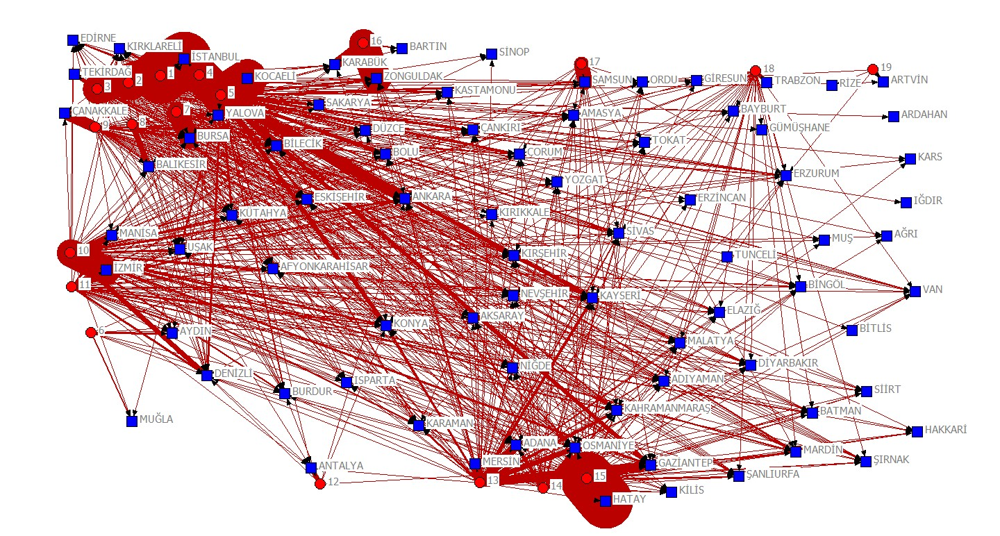 EDİRNE
KIRKLARELİ
İSTANBUL
TEKİRDAĞ
1
2
3
4
5
KOCAELİ
16
BARTIN
SİNOP
KARABÜK
ZONGULDAK
KASTAMONU
17
SAMSUN
ORDU
GİRESUN
18
TRABZON
RİZE
19
ARTVİN
ÇANAKKALE
9
8
7
YALOVA
SAKARYA
BURSA
BİLECİK
DÜZCE
BOLU
ÇANKIRI
ÇORUM
AMASYA
TOKAT
BAYBURT
GÜMÜŞHANE
ARDAHAN
KARS
BALIKESİR
ESKİŞEHİR
ANKARA
YOZGAT
ERZURUM
ERZİNCAN
IĞDIR
KÜTAHYA
KIRIKKALE
SİVAS
MANİSA
UŞAK
10
İZMİR
11
AFYONKARAHİSAR
KIRŞEHİR
TUNCELİ
MUŞ
AĞRI
NEVŞEHİR
KAYSERİ
BİNGÖL
VAN
6
AYDIN
KONYA
AKSARAY
ELAZIĞ
MALATYA
BİTLİS
DENİZLİ
BURDUR
ISPARTA
NİĞDE
ADIYAMAN
DİYARBAKIR
SİİRT
MUĞLA
KARAMAN
KAHRAMANMARAŞ
BATMAN
HAKKARİ
ANTALYA
12
MERSİN
13
ADANA
OSMANİYE
14
15
HATAY
GAZİANTEP
KİLİS
ŞANLIURFA
MARDİN
ŞIRNAK